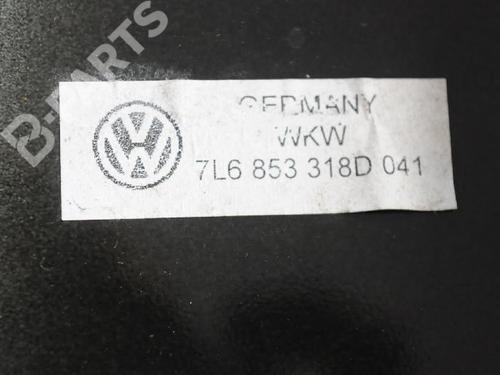 B-PARTS
GERMANY
WKW
7L6 853 318D 041